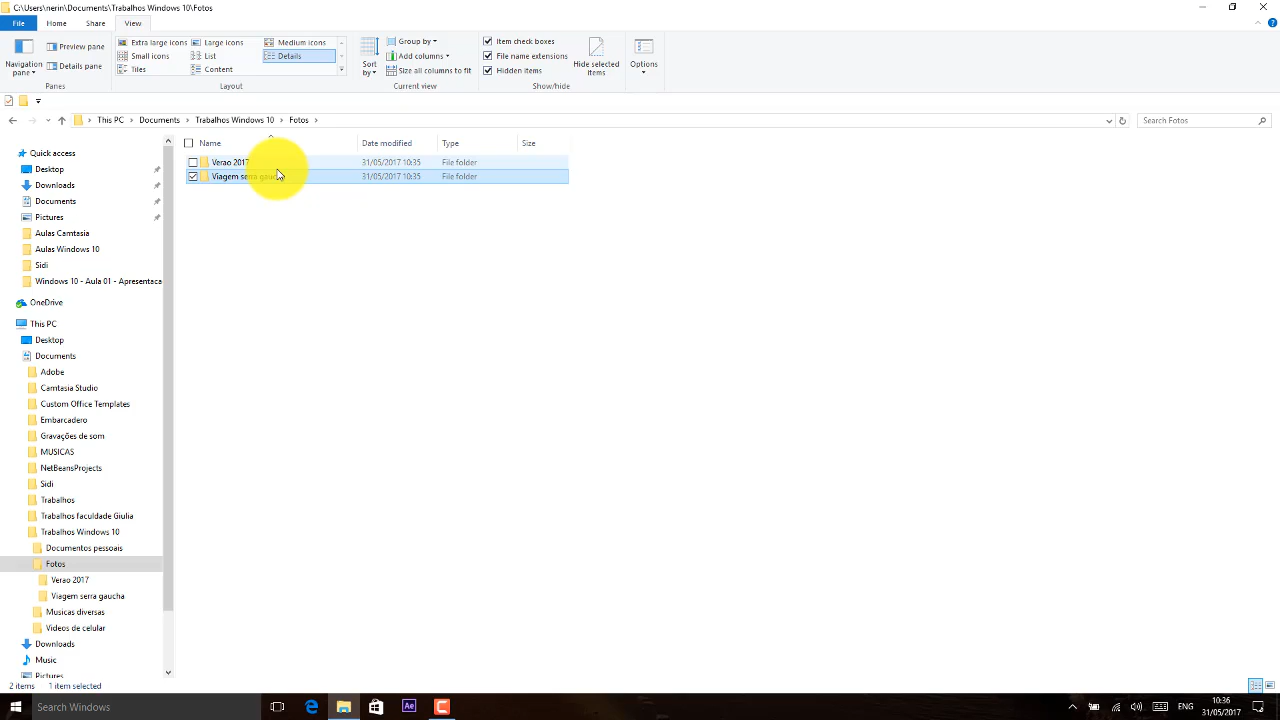 C:\Users\nerin\Documents\Trabalhos Windows 10\Fotos
File Home Share View
Navigation pane
Preview pane
Details pane
Panes
Extra large icons Large icons Medium icons
Small icons List Details
Tiles Content
Layout
Sort by
Group by
Add columns
Size all columns to fit
Current view
Item check boxes
File name extensions
Hidden items
Hide selected items
Show/hide
Options
This PC Documents Trabalhos Windows 10 Fotos
Search Fotos
Name Date modified Type Size
Verao 2017 31/05/2017 10:35 File folder
Viagem serra gaucha 31/05/2017 10:35 File folder
Quick access
Desktop
Downloads
Documents
Pictures
Aulas Camtasia
Aulas Windows 10
Sidi
Windows 10 - Aula 01 - Apresentaca
OneDrive
This PC
Desktop
Documents
Adobe
Camtasia Studio
Custom Office Templates
Embarcadero
Gravações de som
MUSICAS
NetBeansProjects
Sidi
Trabalhos
Trabalhos faculdade Giulia
Trabalhos Windows 10
Documentos pessoais
Fotos
Verao 2017
Viagem serra gaucha
Musicas diversas
Videos de celular
Downloads
Music
Pictures
2 items 1 item selected
Search Windows
Ae
C
ENG
10:36
31/05/2017